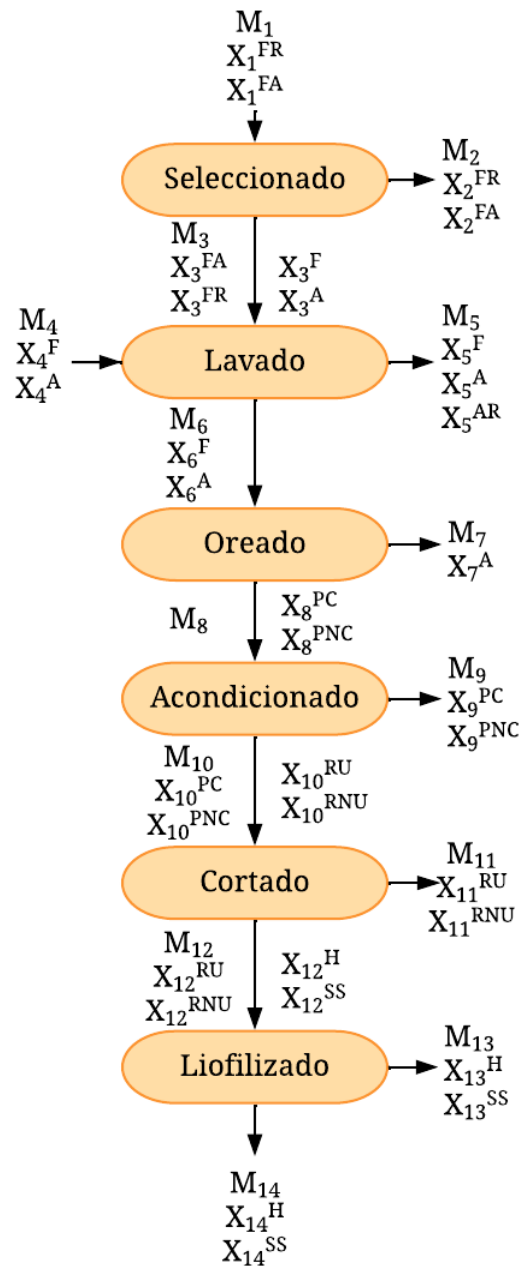 M₁
X₁ᶠᴿ
X₁ᶠᴬ
Seleccionado
M₂
X₂ᶠᴿ
X₂ᶠᴬ
M₃
X₃ᶠᴬ
X₃ᶠᴿ
X₃ᶠ
X₃ᴬ
M₄
X₄ᶠ
X₄ᴬ
Lavado
M₅
X₅ᶠ
X₅ᴬ
X₅ᴬᴿ
M₆
X₆ᶠ
X₆ᴬ
Oreado
M₇
X₇ᴬ
M₈
X₈ᴾᶜ
X₈ᴾᴺᶜ
Acondicionado
M₉
X₉ᴾᶜ
X₉ᴾᴺᶜ
M₁₀
X₁₀ᴾᶜ
X₁₀ᴾᴺᶜ
X₁₀ᴿᵁ
X₁₀ᴿᴺᵁ
Cortado
M₁₁
X₁₁ᴿᵁ
X₁₁ᴿᴺᵁ
M₁₂
X₁₂ᴿᵁ
X₁₂ᴿᴺᵁ
X₁₂ᴴ
X₁₂ˢˢ
Liofilizado
M₁₃
X₁₃ᴴ
X₁₃ˢˢ
M₁₄
X₁₄ᴴ
X₁₄ˢˢ